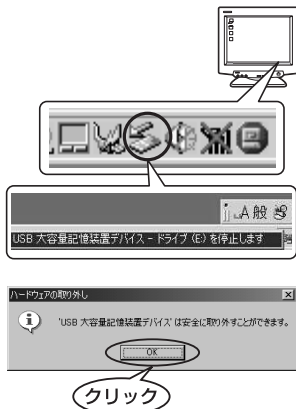 A 般
USB 大容量記憶装置デバイス - ドライブ (E:) を停止します
ハードウェアの取り外し
'USB 大容量記憶装置デバイス' は安全に取り外すことができます。
OK
クリック